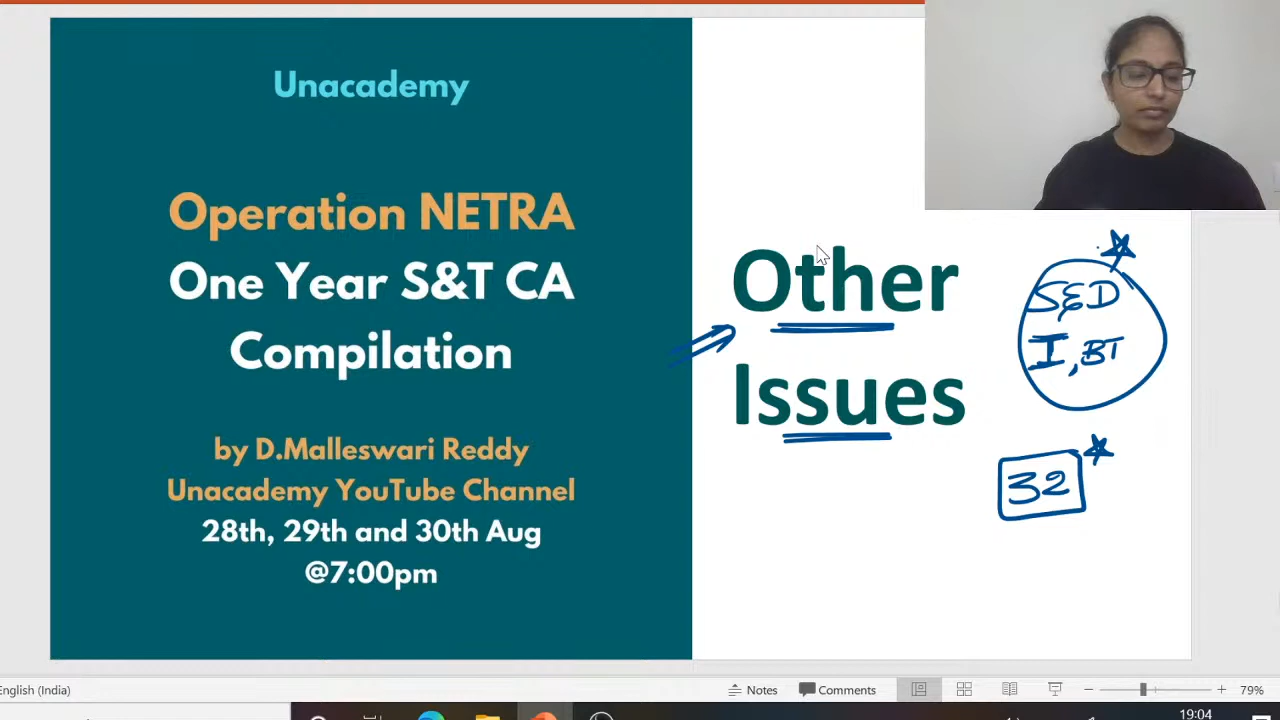 Unacademy
Operation NETRA
One Year S&T CA
Compilation
by D.Malleswari Reddy
Unacademy YouTube Channel
28th, 29th and 30th Aug
@7:00pm
Other
Issues
S&D
I, BT
32
English (India)
Notes
Comments
79%
19:04